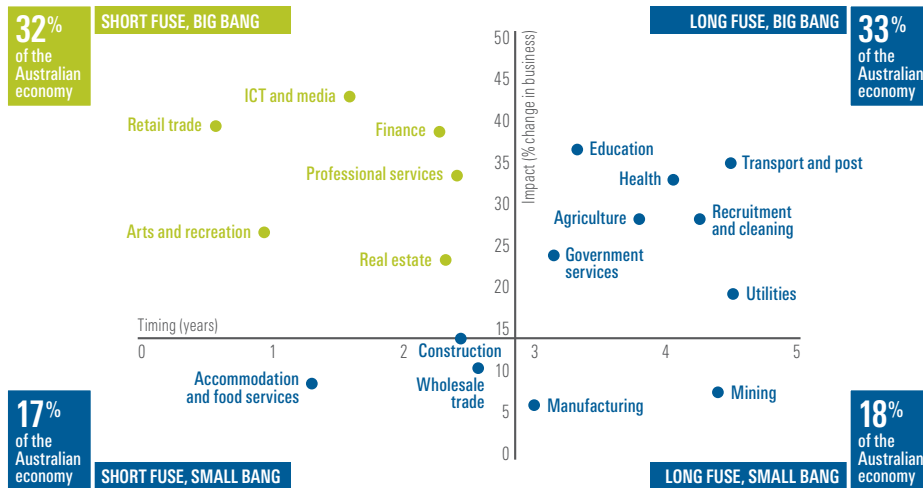 32%
of the
Australian
economy
SHORT FUSE, BIG BANG
LONG FUSE, BIG BANG
33%
of the
Australian
economy
50
45
40
35
30
25
20
15
10
5
0
Impact (% change in business)
ICT and media
Retail trade
Finance
Professional services
Arts and recreation
Real estate
Education
Transport and post
Health
Agriculture
Recruitment
and cleaning
Government
services
Utilities
Timing (years)
0
1
2
3
4
5
Construction
Accommodation
and food services
Wholesale
trade
Manufacturing
Mining
17%
of the
Australian
economy
SHORT FUSE, SMALL BANG
LONG FUSE, SMALL BANG
18%
of the
Australian
economy